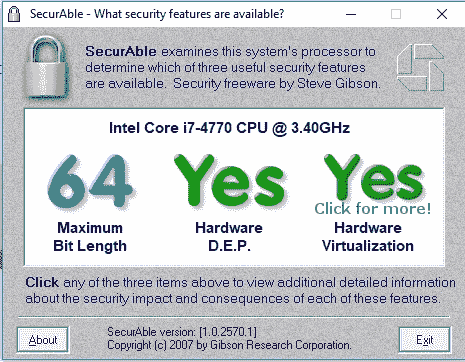 SecurAble - What security features are available?
SecurAble examines this system's processor to
determine which of three useful security features
are available. Security freeware by Steve Gibson.
Intel Core i7-4770 CPU @ 3.40GHz
64 Yes Yes
Click for more!
Maximum Hardware Hardware
Bit Length D.E.P. Virtualization
Click any of the three items above to view additional detailed information
about the security impact and consequences of each of these features.
About
SecurAble version: [1.0.2570.1]
Copyright (c) 2007 by Gibson Research Corporation.
Exit